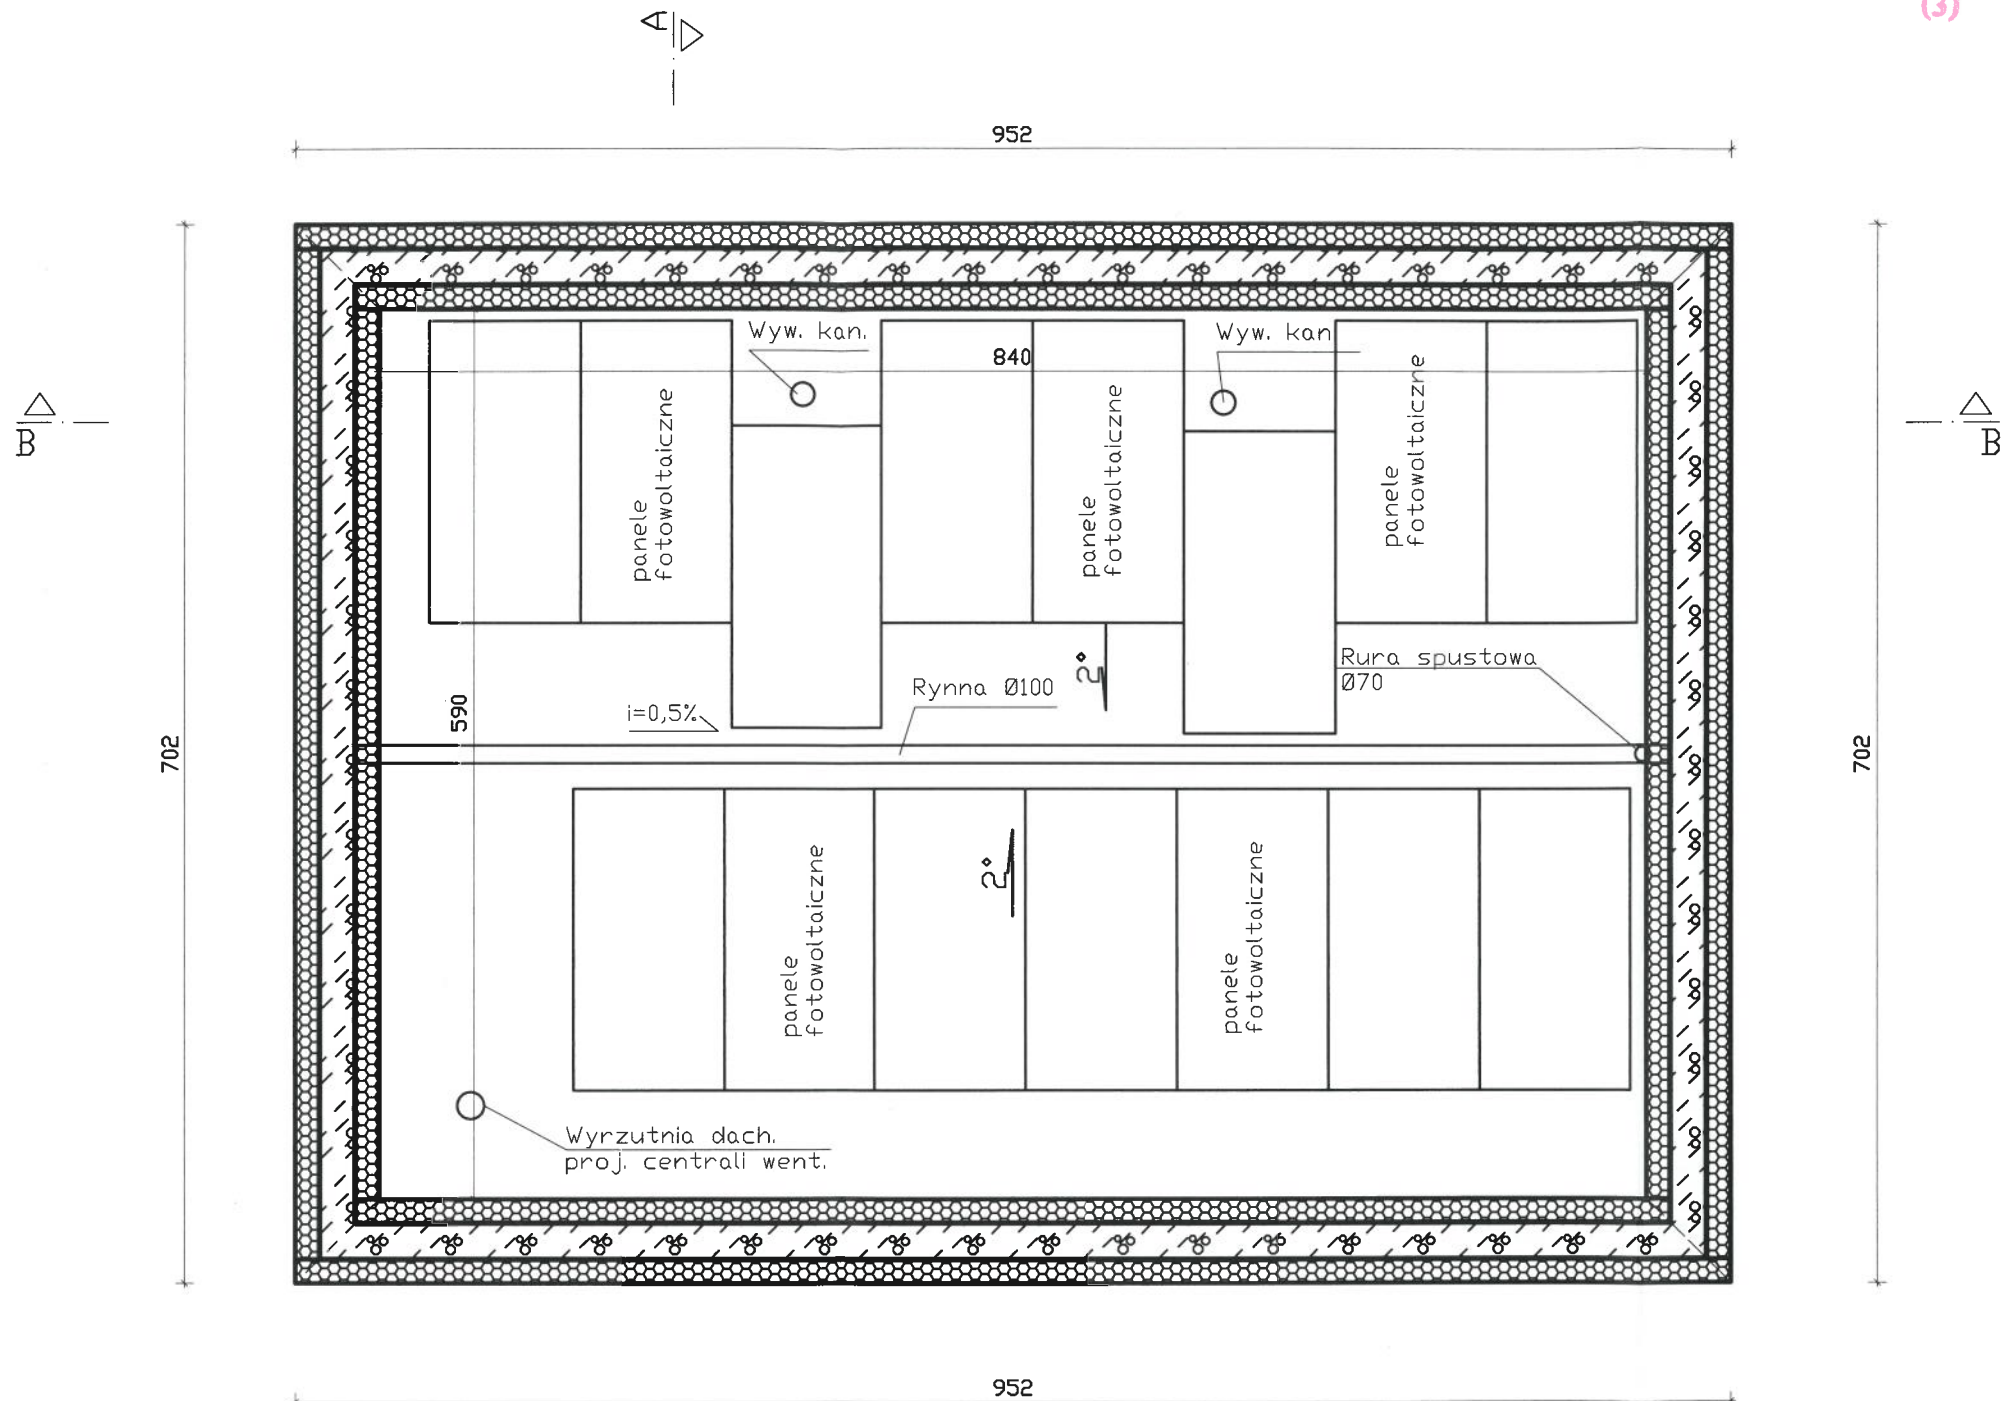 (3)
A
952
Wyw. kan.
Wyw. kan
840
B
B
panele
fotowoltaiczne
panele
fotowoltaiczne
panele
fotowoltaiczne
2°
Rura spustowa
Ø70
Rynna Ø100
i=0,5%
590
702
702
2°
panele
fotowoltaiczne
panele
fotowoltaiczne
Wyrzutnia dach.
proj. centrali went.
952